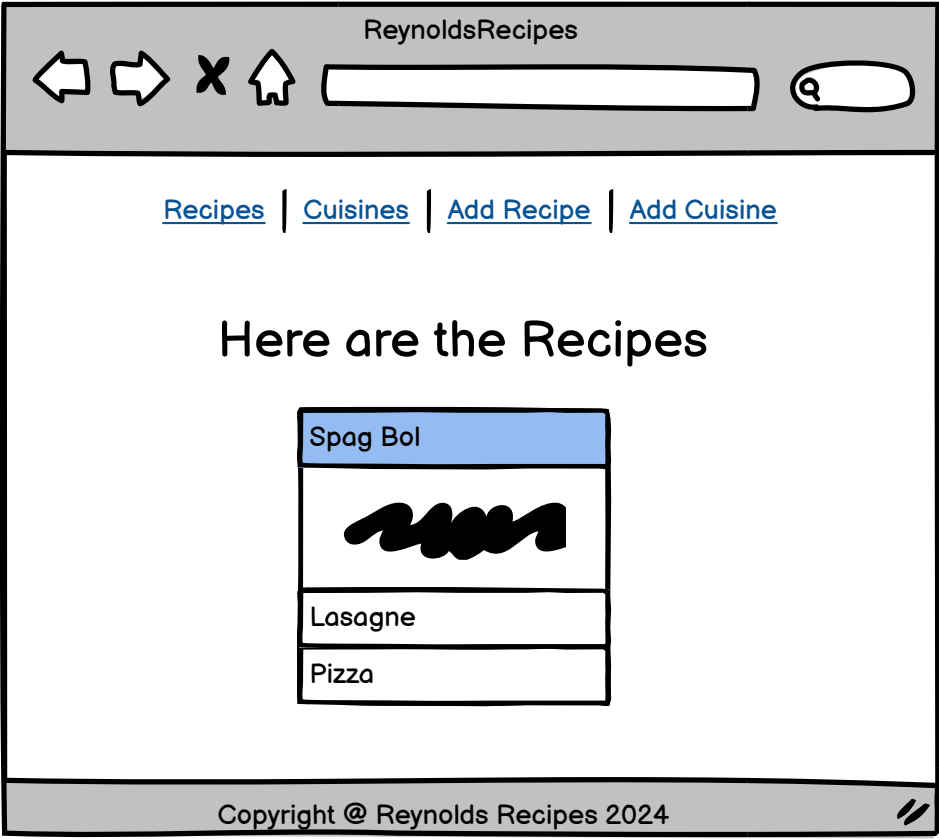 ReynoldsRecipes
Recipes | Cuisines | Add Recipe | Add Cuisine
Here are the Recipes
Spag Bol
Lasagne
Pizza
Copyright @ Reynolds Recipes 2024